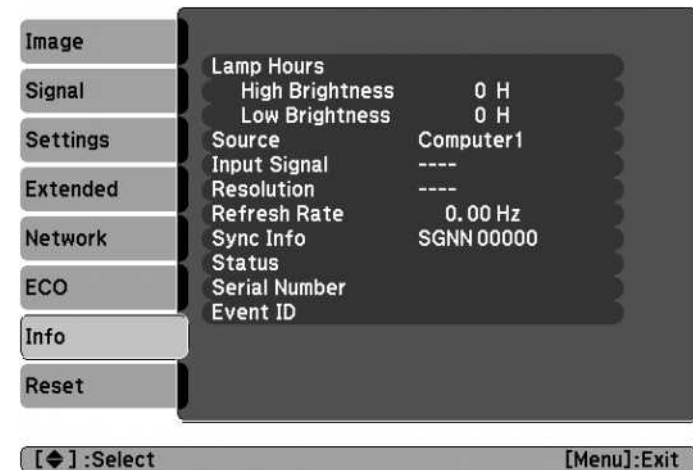 Image
Signal
Settings
Extended
Network
ECO
Info
Reset
Lamp Hours
High Brightness 0 H
Low Brightness 0 H
Source Computer1
Input Signal ----
Resolution ----
Refresh Rate 0.00 Hz
Sync Info SGNN 00000
Status
Serial Number
Event ID
[◆] :Select [Menu]:Exit